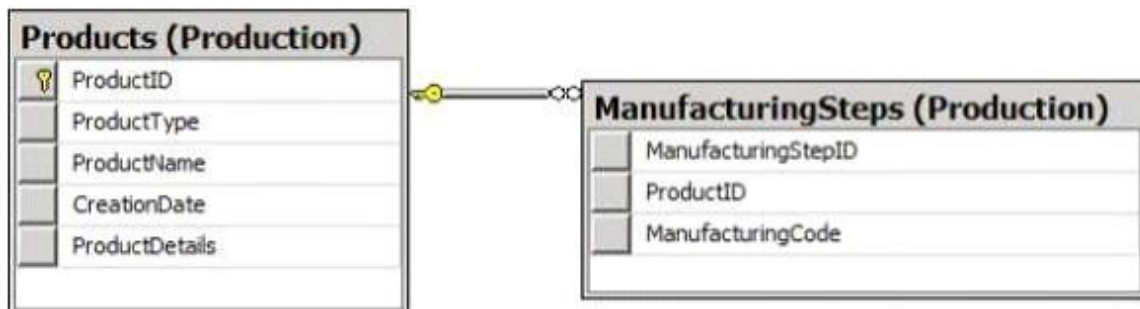 Products (Production)
ProductID
ProductType
ProductName
CreationDate
ProductDetails
ManufacturingSteps (Production)
ManufacturingStepID
ProductID
ManufacturingCode